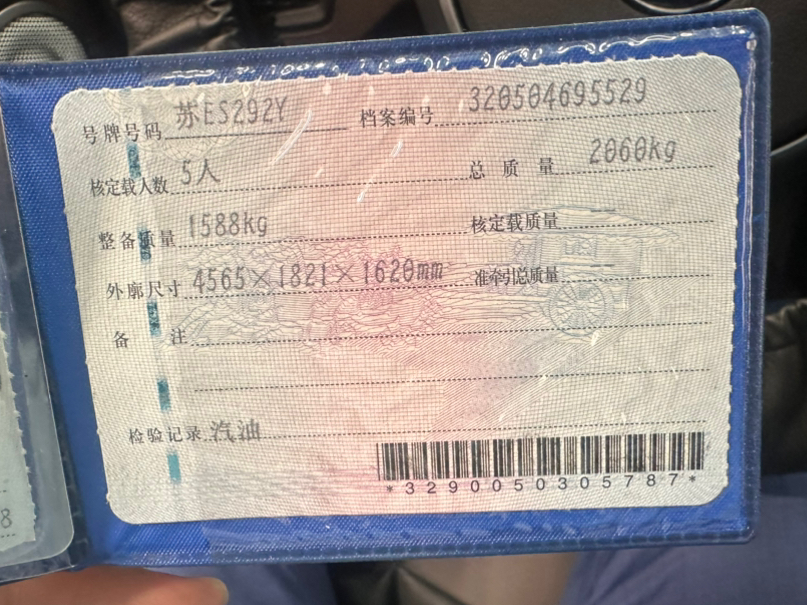 号牌号码 苏ES292Y 档案编号 320504695529
核定载人数 5人 总质量 2060kg
整备质量 1588kg 核定载质量
外廓尺寸 4565×1821×1620mm 准牵引总质量 --
备注
检验记录 汽油
*3290050305787*
8